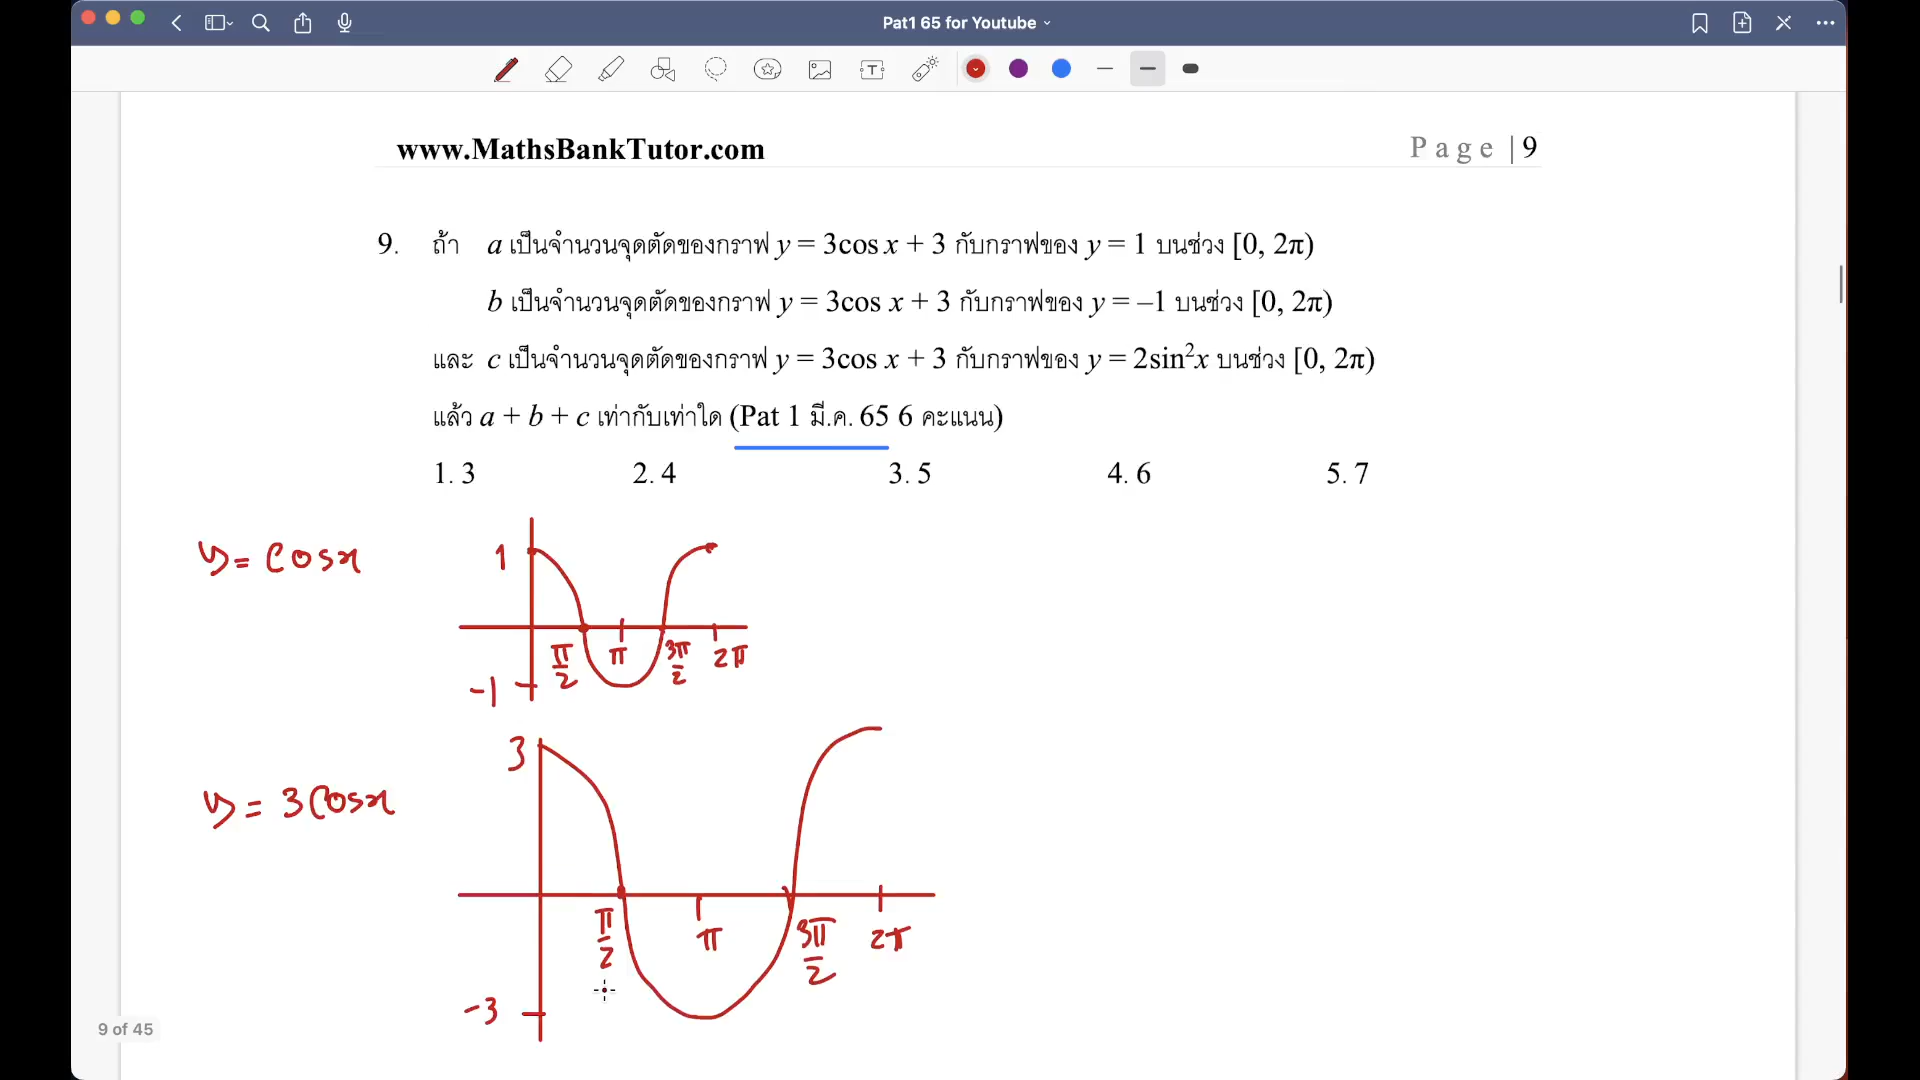 Pat1 65 for Youtube
www.MathsBankTutor.com
Page | 9
9. ถ้า a เป็นจำนวนจุดตัดของกราฟ y = 3cos x + 3 กับกราฟของ y = 1 บนช่วง [0, 2π)
b เป็นจำนวนจุดตัดของกราฟ y = 3cos x + 3 กับกราฟของ y = –1 บนช่วง [0, 2π)
และ c เป็นจำนวนจุดตัดของกราฟ y = 3cos x + 3 กับกราฟของ y = 2sin²x บนช่วง [0, 2π)
แล้ว a + b + c เท่ากับเท่าใด (Pat 1 มี.ค. 65 6 คะแนน)
1. 3 2. 4 3. 5 4. 6 5. 7
y = cosx
1
π/2 π 3π/2 2π
-1
3
y = 3cosx
π/2 π 3π/2 2π
-3
9 of 45